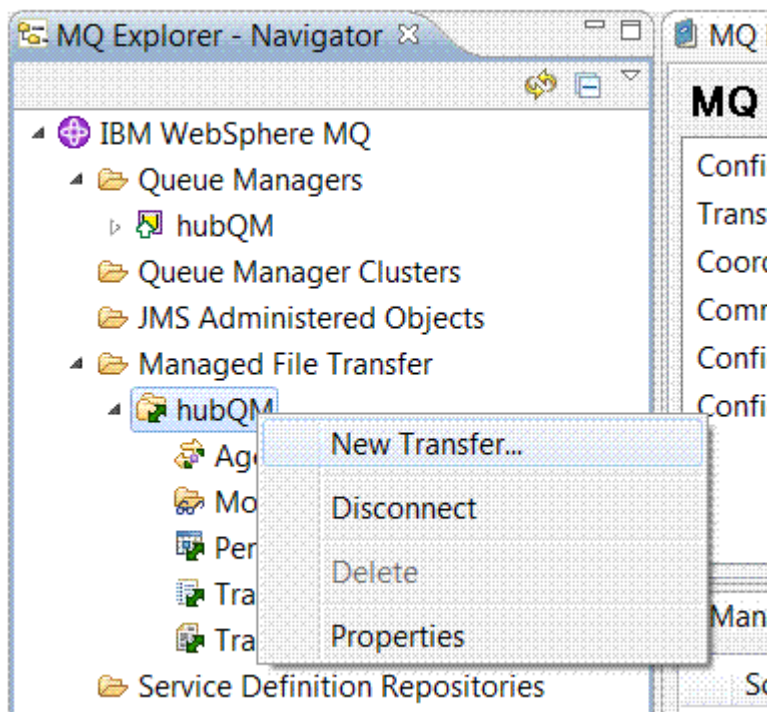 MQ Explorer - Navigator
IBM WebSphere MQ
Queue Managers
hubQM
Queue Manager Clusters
JMS Administered Objects
Managed File Transfer
hubQM
New Transfer...
Disconnect
Delete
Properties
Service Definition Repositories
MQ
MQ